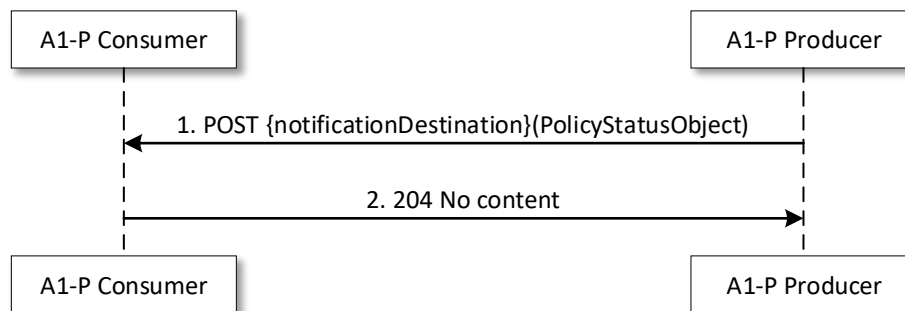 A1-P Consumer
A1-P Producer
1. POST {notificationDestination}(PolicyStatusObject)
2. 204 No content
A1-P Consumer
A1-P Producer